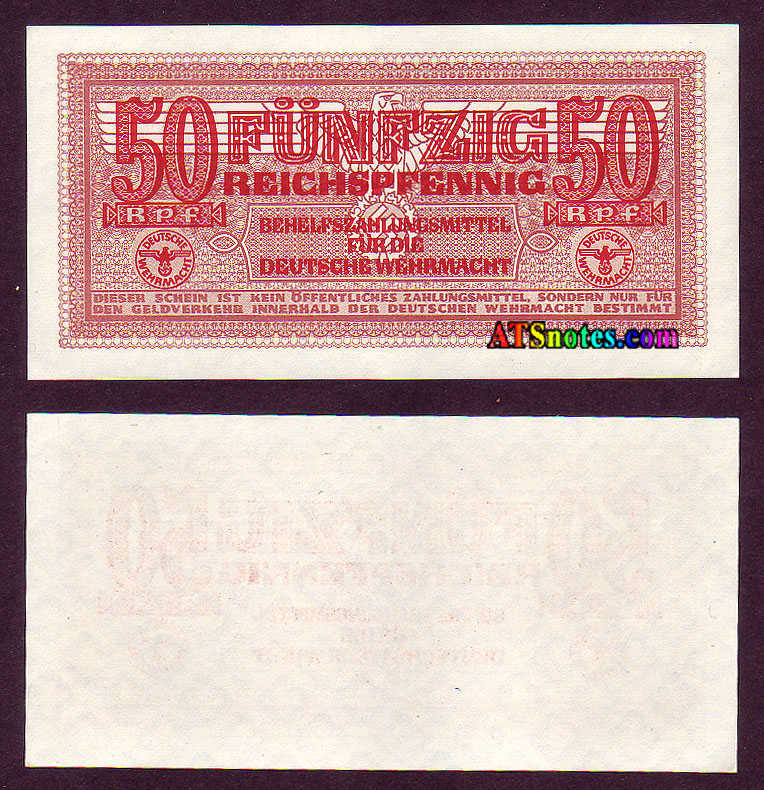 50 FÜNFZIG 50
REICHSPFENNIG
RPf. RPf.
BEHELFSZAHLUNGSMITTEL
FÜR DIE
DEUTSCHE WEHRMACHT
DEUTSCHE WEHRMACHT DEUTSCHE WEHRMACHT
DIESER SCHEIN IST KEIN ÖFFENTLICHES ZAHLUNGSMITTEL, SONDERN NUR FÜR
DEN GELDVERKEHR INNERHALB DER DEUTSCHEN WEHRMACHT BESTIMMT
ATSnotes.com